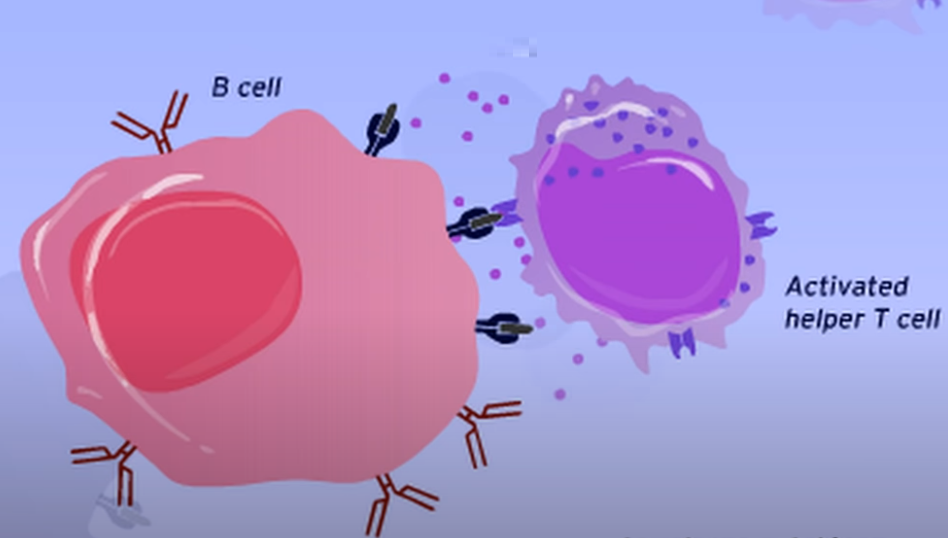 B cell
Activated
helper T cell